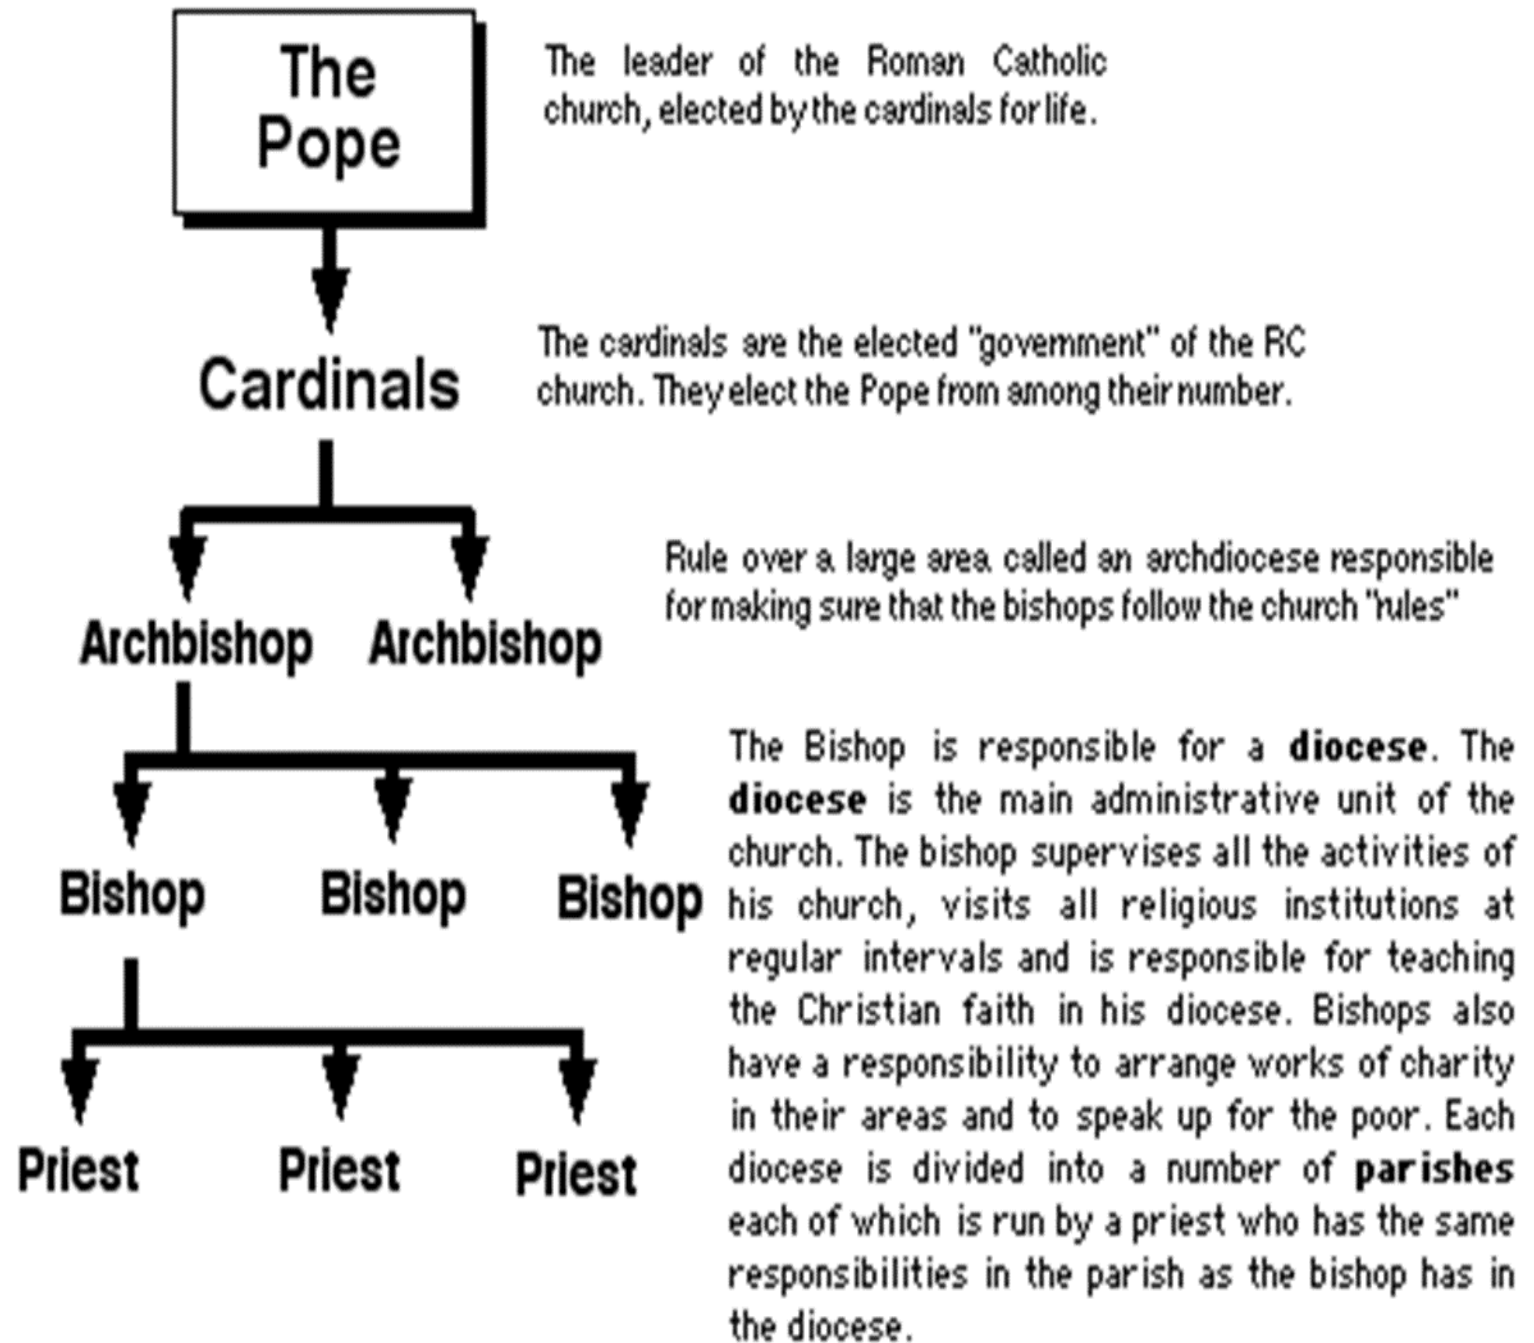 The
Pope
The leader of the Roman Catholic
church, elected by the cardinals for life.
Cardinals
The cardinals are the elected "government" of the RC
church. They elect the Pope from among their number.
Archbishop Archbishop
Rule over a large area called an archdiocese responsible
for making sure that the bishops follow the church "rules"
Bishop Bishop Bishop
The Bishop is responsible for a diocese. The
diocese is the main administrative unit of the
church. The bishop supervises all the activities of
his church, visits all religious institutions at
regular intervals and is responsible for teaching
the Christian faith in his diocese. Bishops also
have a responsibility to arrange works of charity
in their areas and to speak up for the poor. Each
diocese is divided into a number of parishes
each of which is run by a priest who has the same
responsibilities in the parish as the bishop has in
the diocese.
Priest Priest Priest